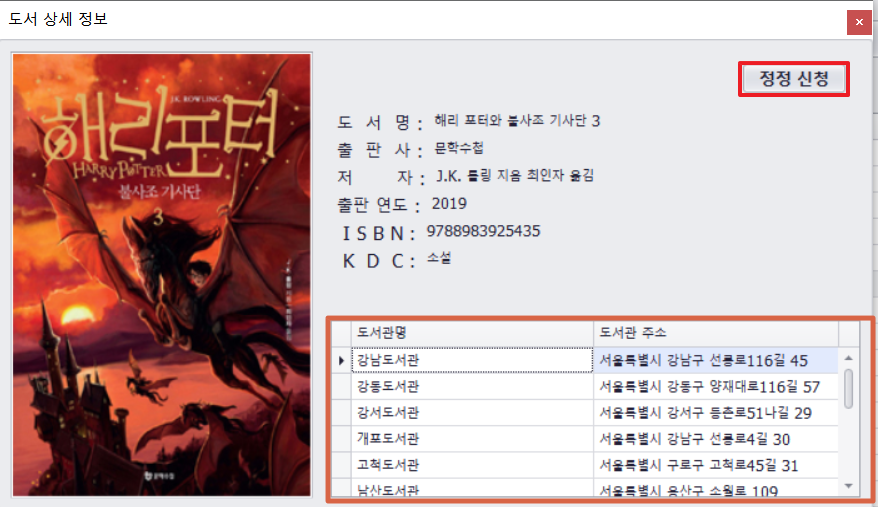 도서 상세 정보
정정 신청
J.K. ROWLING
해리포터
HARRY POTTER
불사조 기사단
3
문학수첩
도 서 명 : 해리 포터와 불사조 기사단 3
출 판 사 : 문학수첩
저 자 : J.K. 롤링 지음 최인자 옮김
출판 연도 : 2019
I S B N : 9788983925435
K D C : 소설
도서관명 도서관 주소
강남도서관 서울특별시 강남구 선릉로116길 45
강동도서관 서울특별시 강동구 양재대로116길 57
강서도서관 서울특별시 강서구 등촌로51나길 29
개포도서관 서울특별시 강남구 선릉로4길 30
고척도서관 서울특별시 구로구 고척로45길 31
남산도서관 서울특별시 용산구 소월로 109